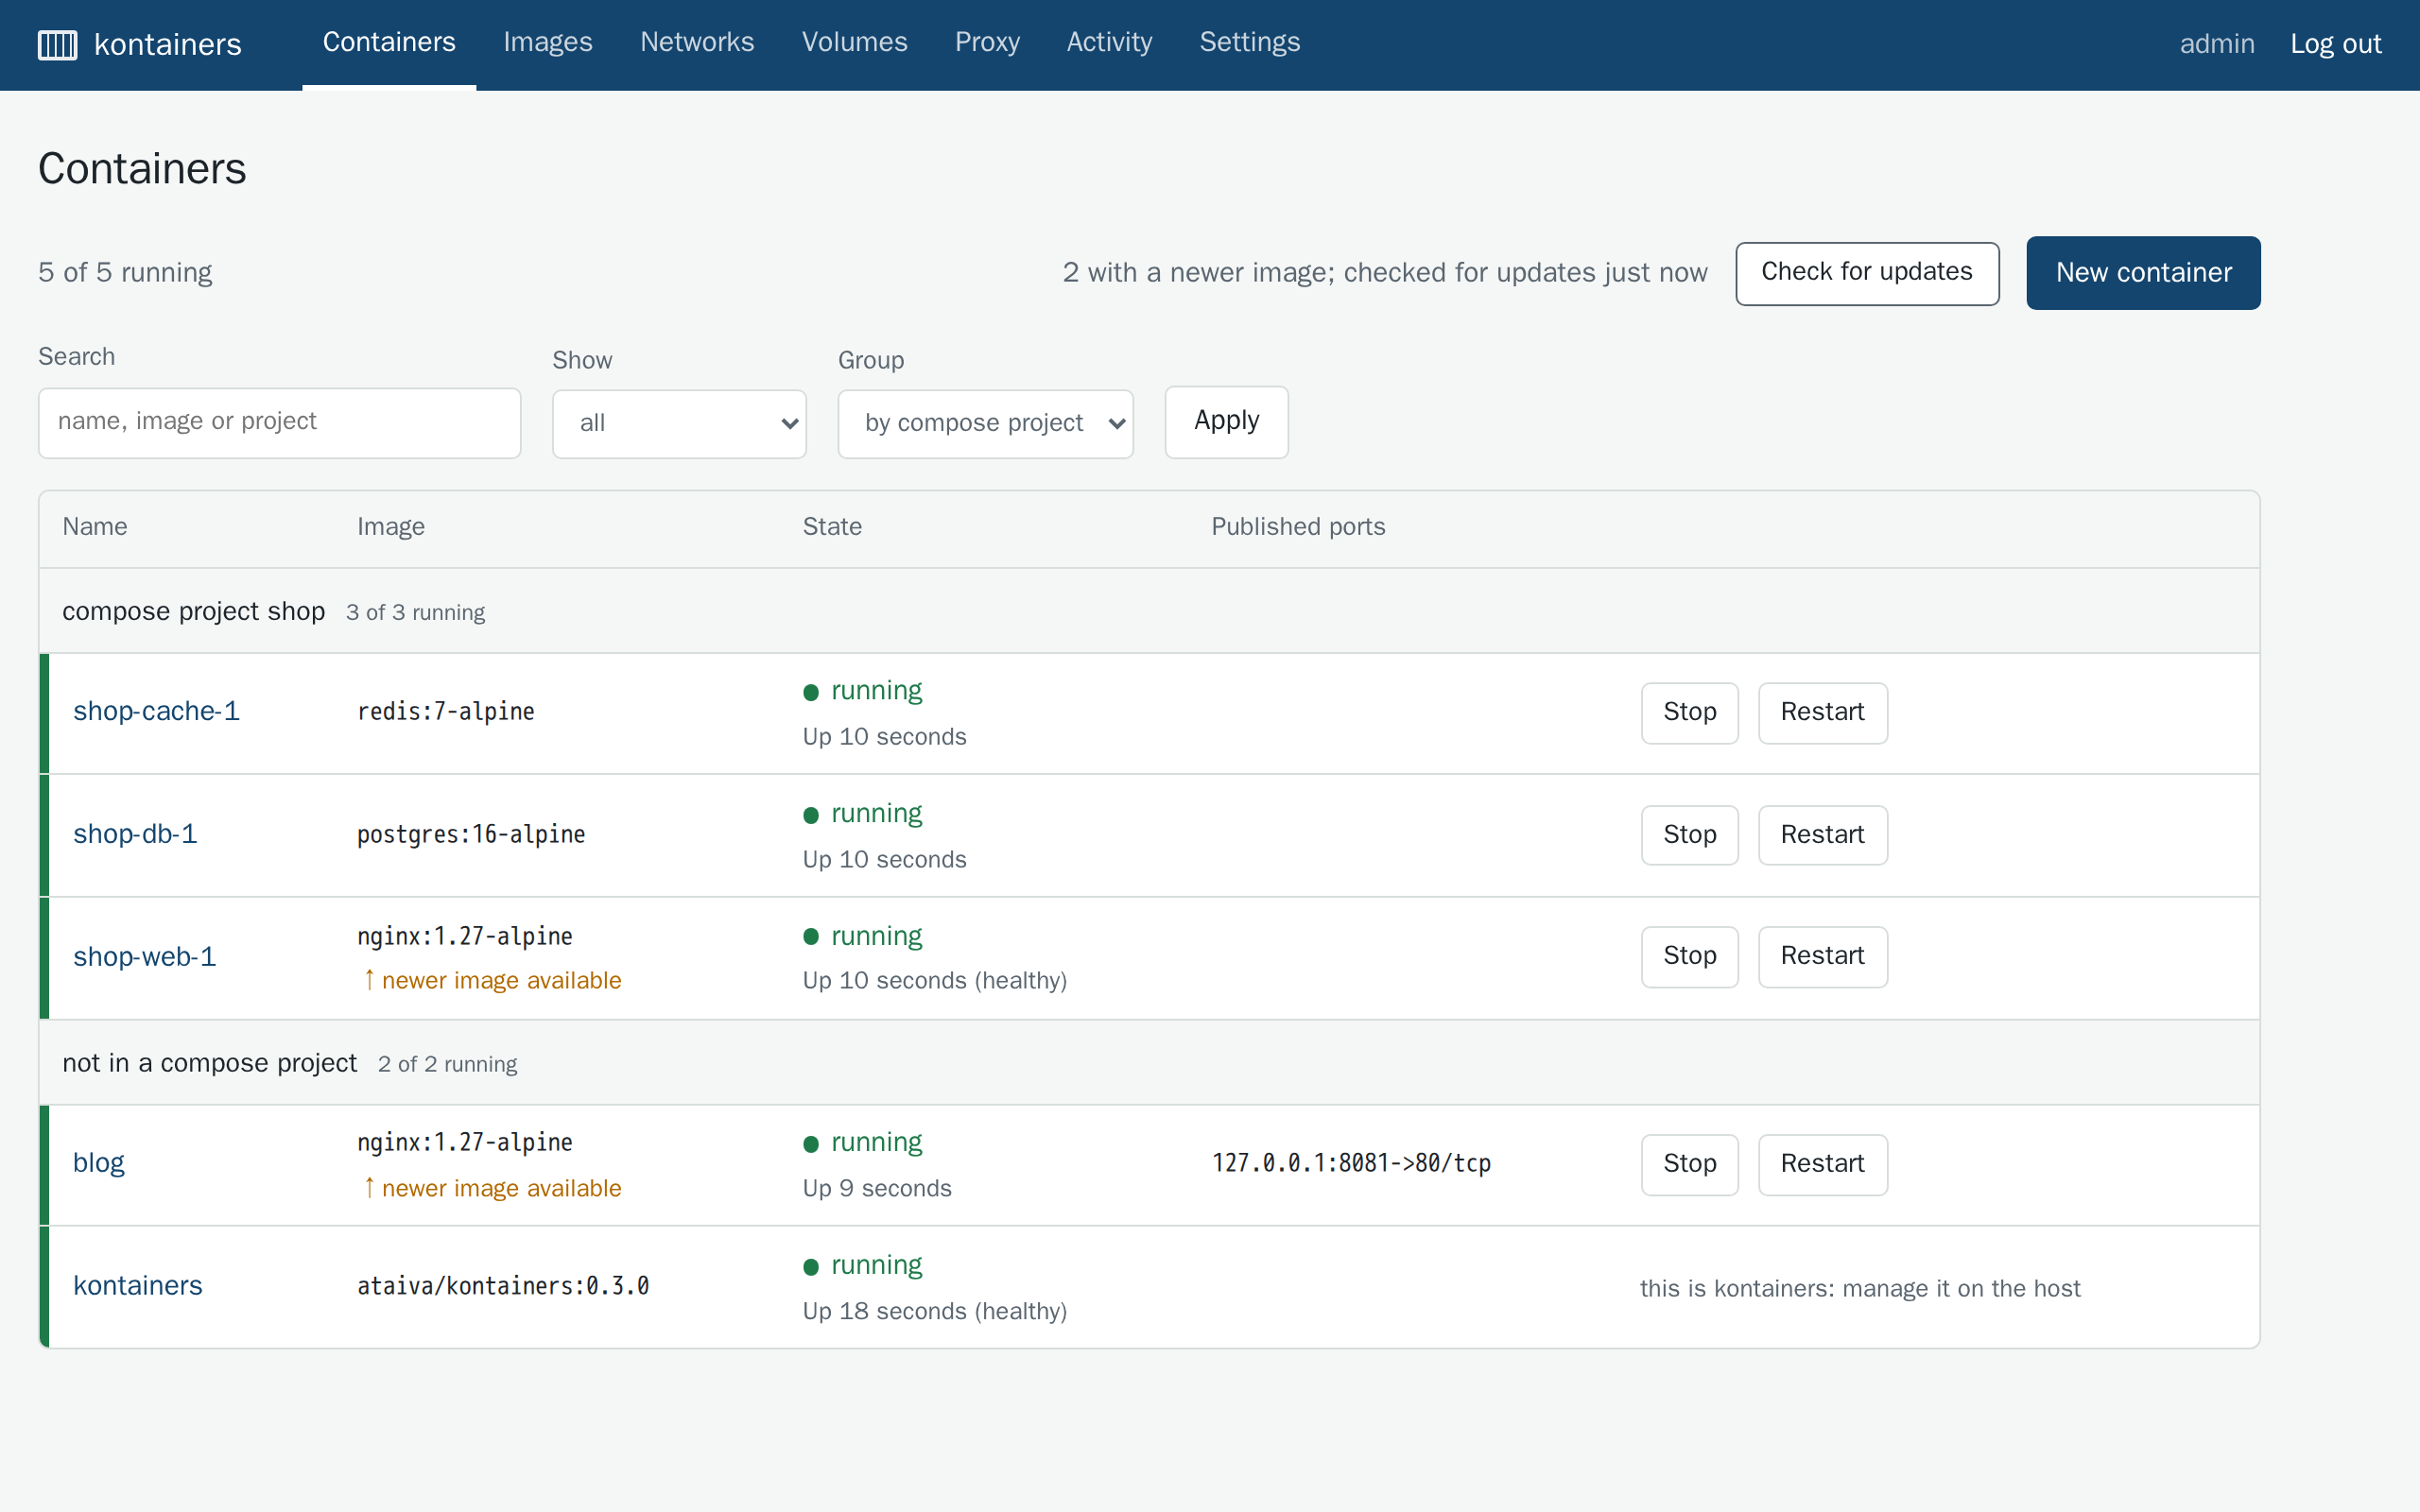 kontainers Containers Images Networks Volumes Proxy Activity Settings admin Log out
Containers
5 of 5 running 2 with a newer image; checked for updates just now Check for updates New container
Search Show Group
name, image or project all by compose project Apply
Name Image State Published ports
compose project shop 3 of 3 running
shop-cache-1 redis:7-alpine running Stop Restart
Up 10 seconds
shop-db-1 postgres:16-alpine running Stop Restart
Up 10 seconds
shop-web-1 nginx:1.27-alpine running Stop Restart
↑ newer image available Up 10 seconds (healthy)
not in a compose project 2 of 2 running
blog nginx:1.27-alpine running 127.0.0.1:8081->80/tcp Stop Restart
↑ newer image available Up 9 seconds
kontainers ataiva/kontainers:0.3.0 running this is kontainers: manage it on the host
Up 18 seconds (healthy)